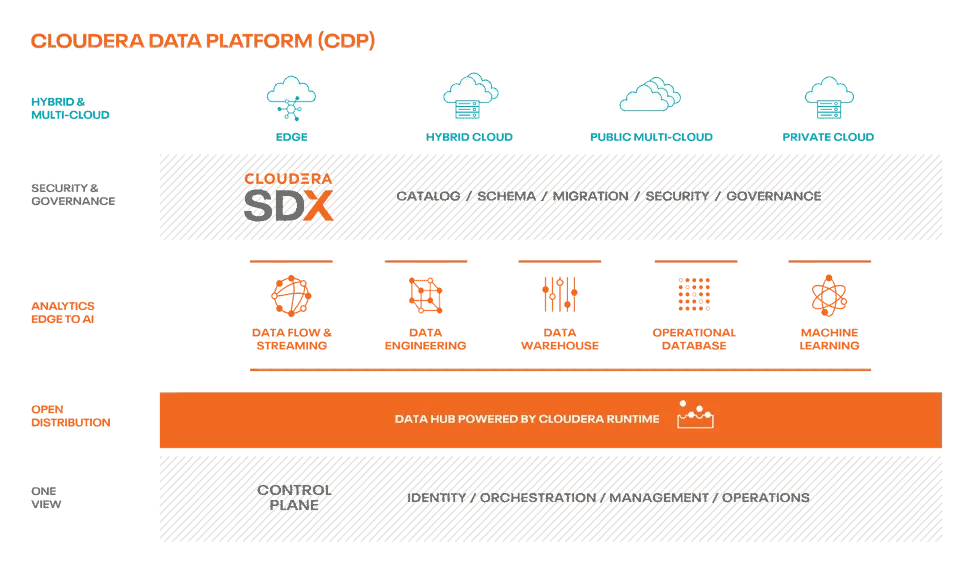 CLOUDERA DATA PLATFORM (CDP)
HYBRID &
MULTI-CLOUD
EDGE
HYBRID CLOUD
PUBLIC MULTI-CLOUD
PRIVATE CLOUD
SECURITY &
GOVERNANCE
CLOUDERA
SDX
CATALOG / SCHEMA / MIGRATION / SECURITY / GOVERNANCE
ANALYTICS
EDGE TO AI
DATA FLOW &
STREAMING
DATA
ENGINEERING
DATA
WAREHOUSE
OPERATIONAL
DATABASE
MACHINE
LEARNING
OPEN
DISTRIBUTION
DATA HUB POWERED BY CLOUDERA RUNTIME
ONE
VIEW
CONTROL
PLANE
IDENTITY / ORCHESTRATION / MANAGEMENT / OPERATIONS